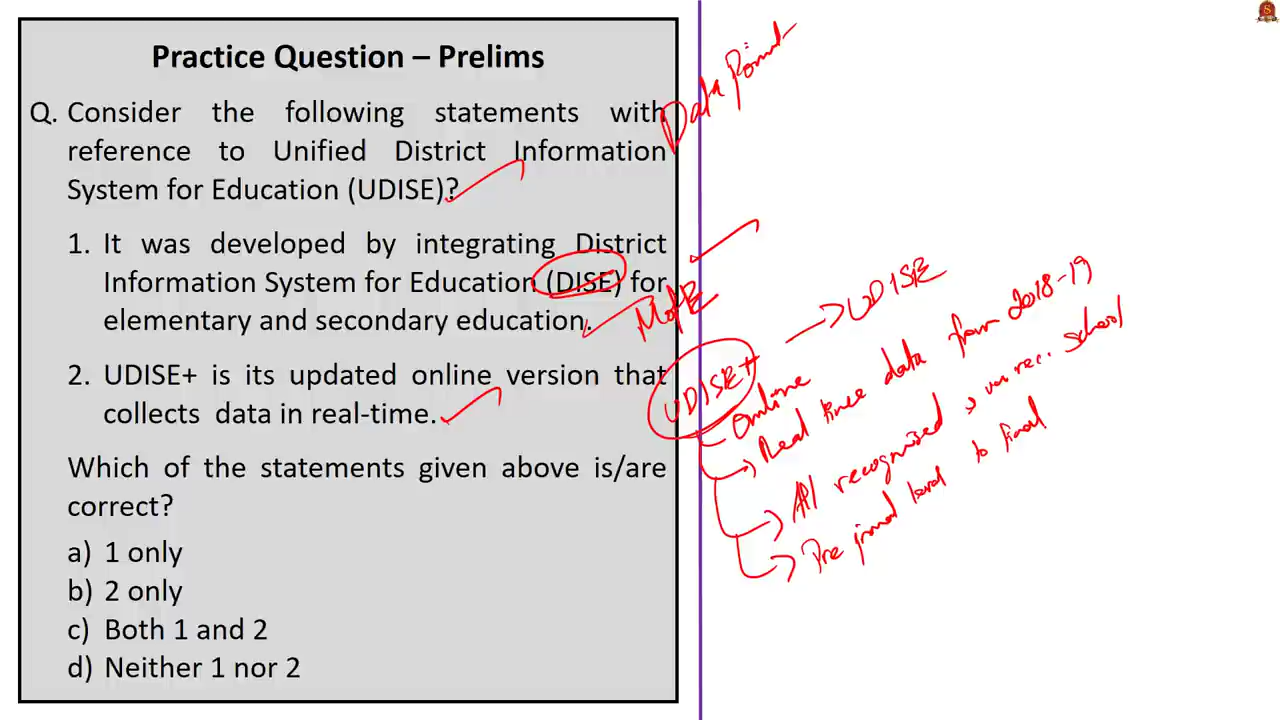 Practice Question – Prelims
Q. Consider the following statements with
reference to Unified District Information
System for Education (UDISE)?
1. It was developed by integrating District
Information System for Education (DISE) for
elementary and secondary education.
2. UDISE+ is its updated online version that
collects data in real-time.
Which of the statements given above is/are
correct?
a) 1 only
b) 2 only
c) Both 1 and 2
d) Neither 1 nor 2
Data Point
MoE
UDISE+
UDISE
Online
Real time data from 2018-19
All recognised school
Pre level to final